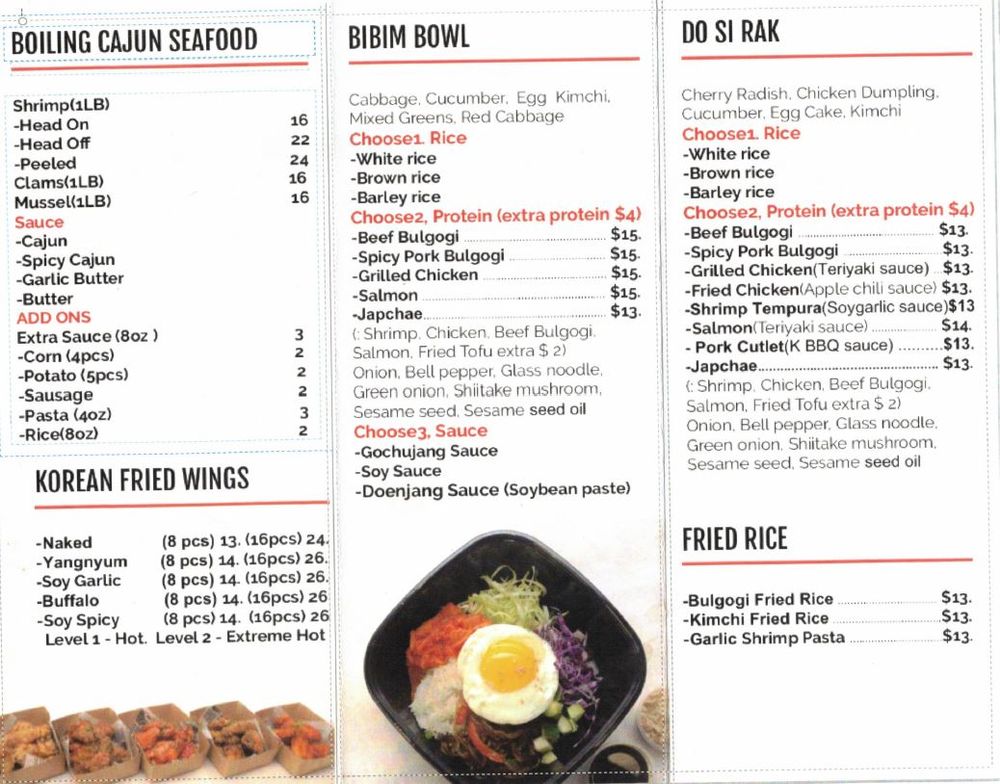 BOILING CAJUN SEAFOOD
Shrimp(1LB)
-Head On 16
-Head Off 22
-Peeled 24
Clams(1LB) 16
Mussel(1LB) 16
Sauce
-Cajun
-Spicy Cajun
-Garlic Butter
-Butter
ADD ONS
Extra Sauce (8oz ) 3
-Corn (4pcs) 2
-Potato (5pcs) 2
-Sausage 2
-Pasta (4oz) 3
-Rice(8oz) 2
KOREAN FRIED WINGS
-Naked (8 pcs) 13. (16pcs) 24.
-Yangnyum (8 pcs) 14. (16pcs) 26.
-Soy Garlic (8 pcs) 14. (16pcs) 26.
-Buffalo (8 pcs) 14. (16pcs) 26
-Soy Spicy (8 pcs) 14. (16pcs) 26
Level 1 - Hot. Level 2 - Extreme Hot
BIBIM BOWL
Cabbage, Cucumber, Egg Kimchi,
Mixed Greens, Red Cabbage
Choose1. Rice
-White rice
-Brown rice
-Barley rice
Choose2, Protein (extra protein $4)
-Beef Bulgogi $15.
-Spicy Pork Bulgogi $15.
-Grilled Chicken $15.
-Salmon $15.
-Japchae $13.
(: Shrimp, Chicken, Beef Bulgogi,
Salmon, Fried Tofu extra $ 2)
Onion, Bell pepper, Glass noodle,
Green onion, Shiitake mushroom,
Sesame seed, Sesame seed oil
Choose3, Sauce
-Gochujang Sauce
-Soy Sauce
-Doenjang Sauce (Soybean paste)
DO SI RAK
Cherry Radish, Chicken Dumpling,
Cucumber, Egg Cake, Kimchi
Choose1. Rice
-White rice
-Brown rice
-Barley rice
Choose2, Protein (extra protein $4)
-Beef Bulgogi $13.
-Spicy Pork Bulgogi $13.
-Grilled Chicken(Teriyaki sauce) $13.
-Fried Chicken(Apple chili sauce) $13.
-Shrimp Tempura(Soygarlic sauce)$13
-Salmon(Teriyaki sauce) $14.
- Pork Cutlet(K BBQ sauce) $13.
-Japchae $13.
(: Shrimp, Chicken, Beef Bulgogi,
Salmon, Fried Tofu extra $ 2)
Onion, Bell pepper, Glass noodle,
Green onion, Shiitake mushroom,
Sesame seed, Sesame seed oil
FRIED RICE
-Bulgogi Fried Rice $13.
-Kimchi Fried Rice $13.
-Garlic Shrimp Pasta $13.